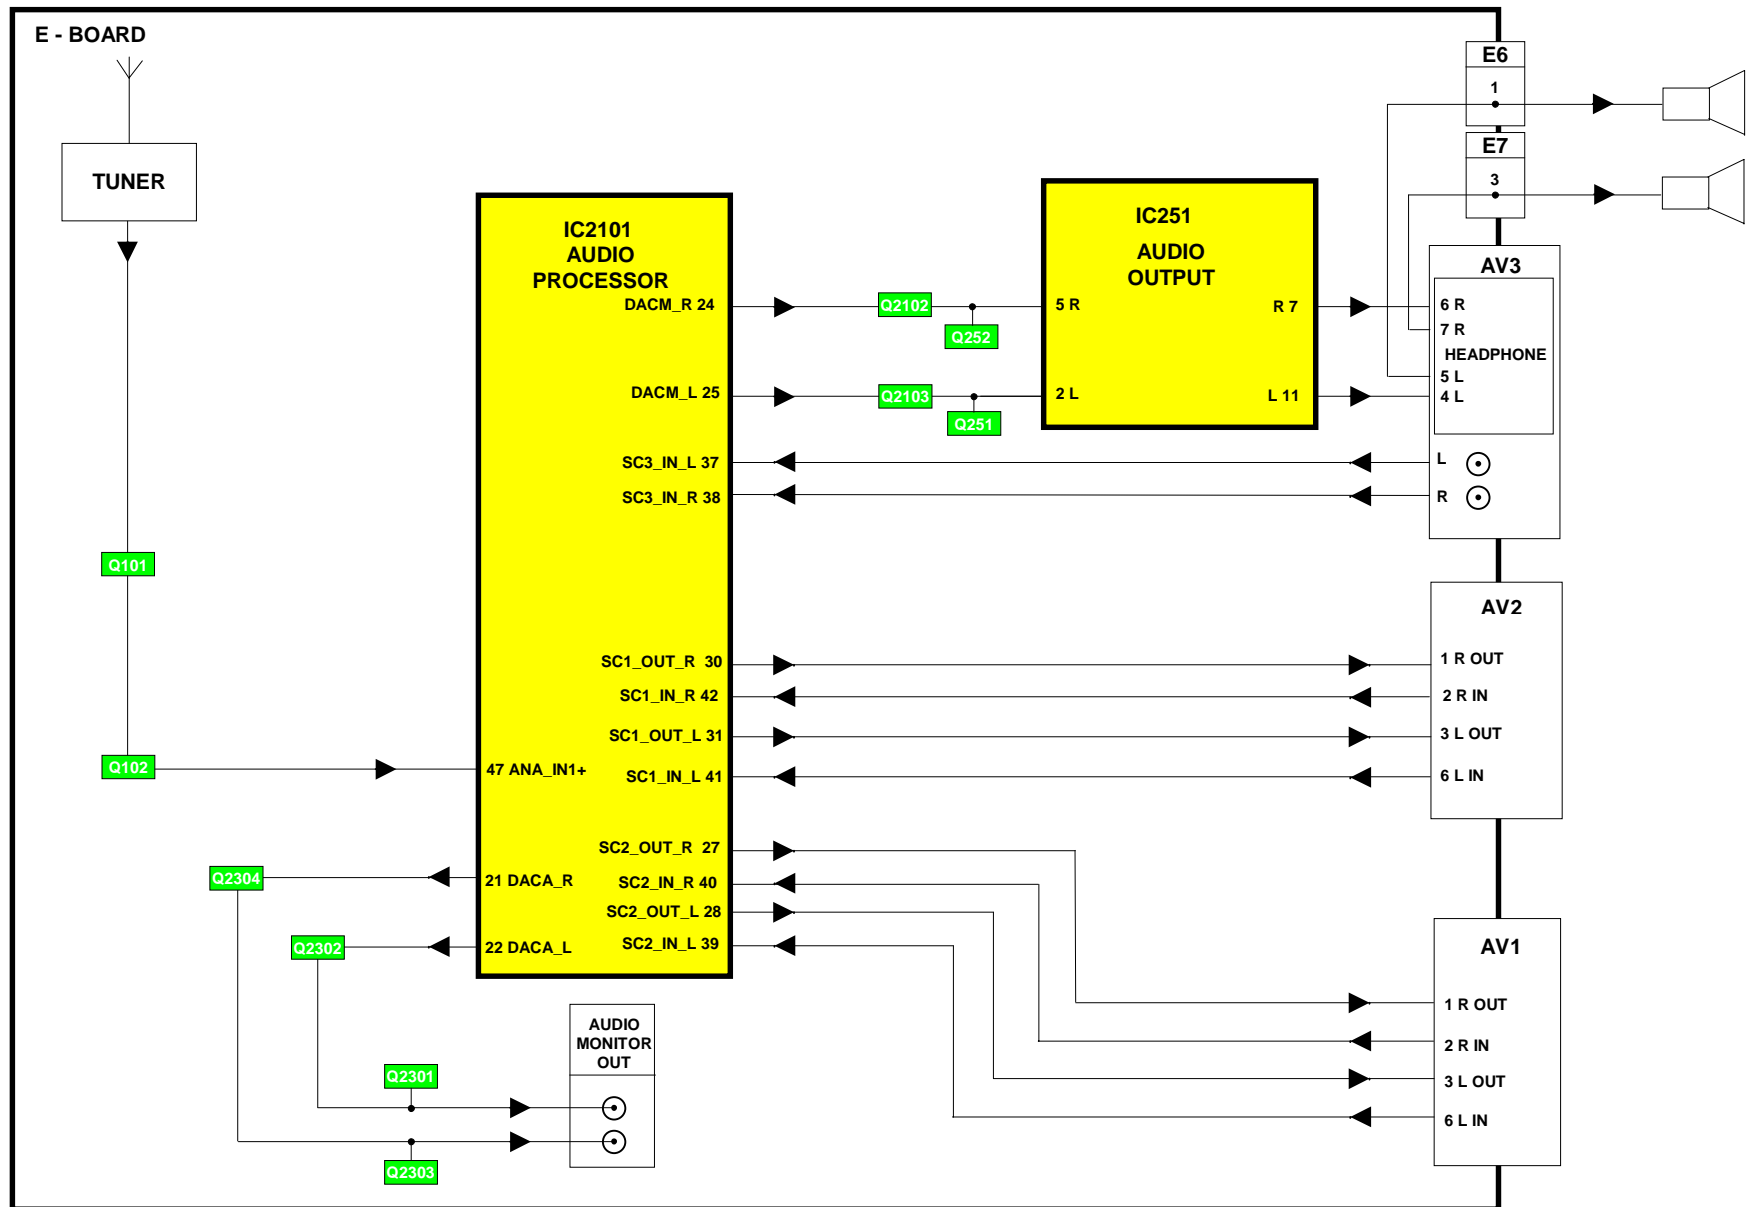 E - BOARD
TUNER
Q101
Q102
IC2101
AUDIO
PROCESSOR
DACM_R 24
DACM_L 25
SC3_IN_L 37
SC3_IN_R 38
SC1_OUT_R 30
SC1_IN_R 42
SC1_OUT_L 31
47 ANA_IN1+
SC1_IN_L 41
SC2_OUT_R 27
21 DACA_R
SC2_IN_R 40
SC2_OUT_L 28
22 DACA_L
SC2_IN_L 39
Q2304
Q2302
Q2301
Q2303
AUDIO
MONITOR
OUT
Q2102
Q252
Q2103
Q251
IC251
AUDIO
OUTPUT
5 R
R 7
2 L
L 11
E6
1
E7
3
AV3
6 R
7 R
HEADPHONE
5 L
4 L
L
R
AV2
1 R OUT
2 R IN
3 L OUT
6 L IN
AV1
1 R OUT
2 R IN
3 L OUT
6 L IN